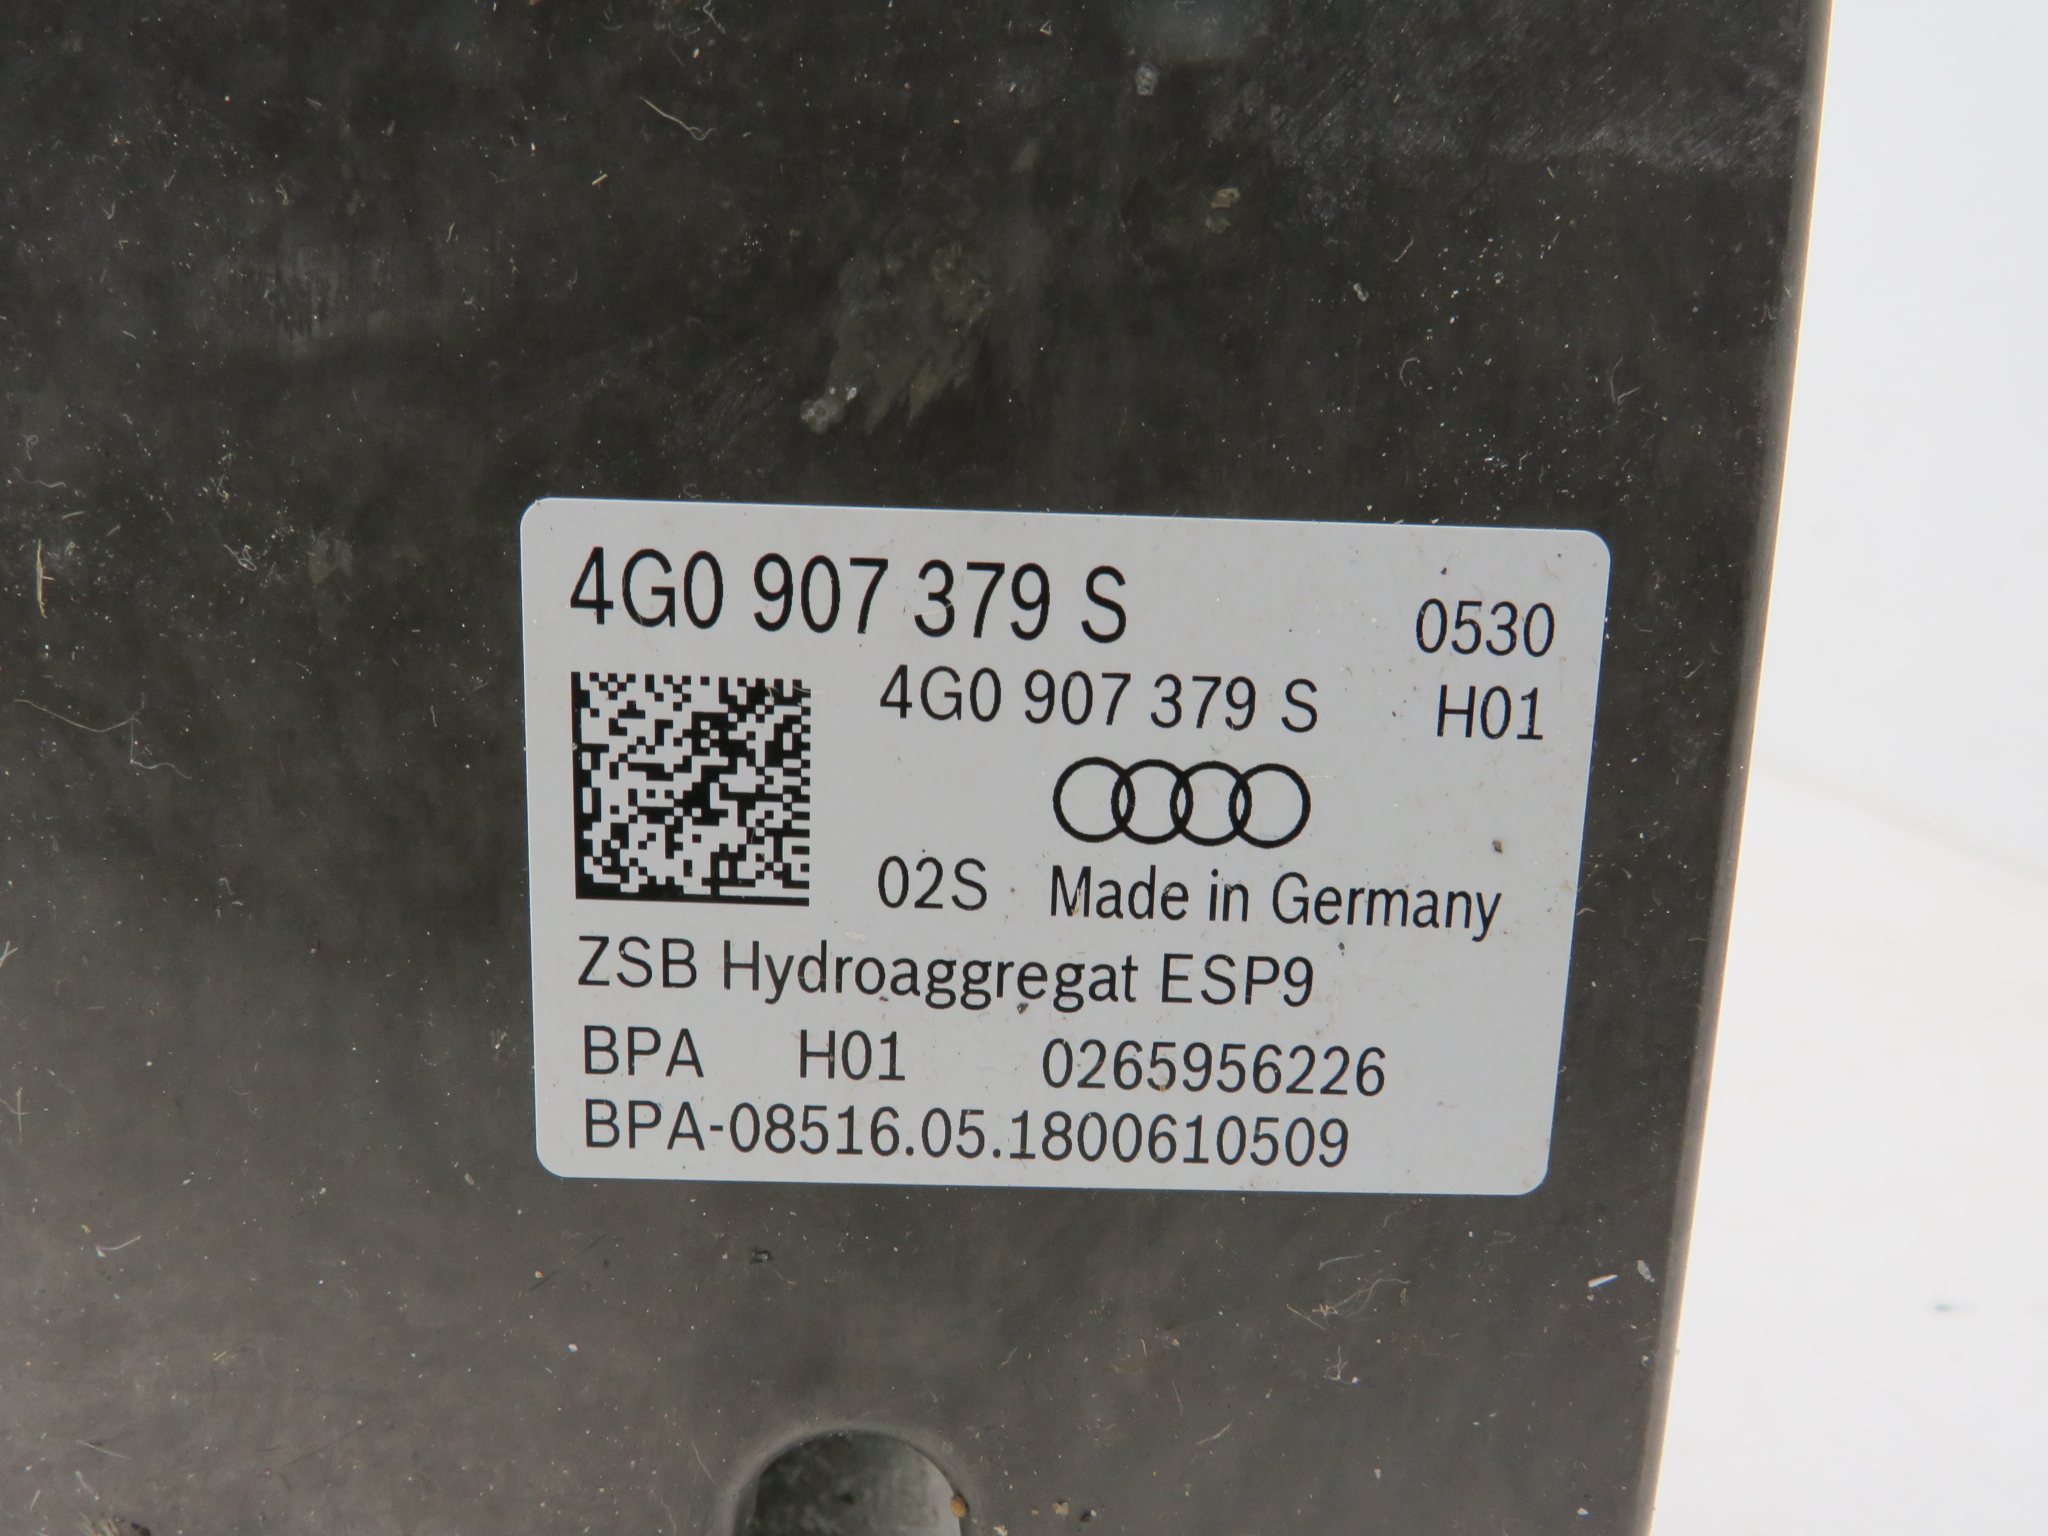 4G0 907 379 S 0530
4G0 907 379 S H01
02S Made in Germany
ZSB Hydroaggregat ESP9
BPA H01 0265956226
BPA-08516.05.1800610509